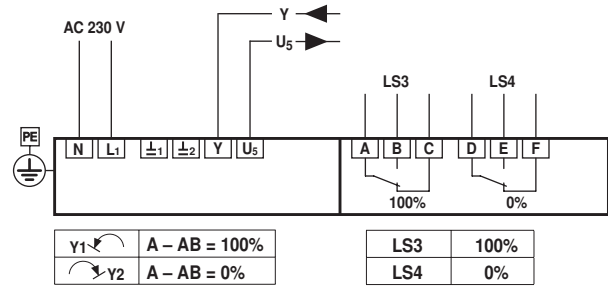 Y
AC 230 V
U5
LS3 LS4
PE
N L1 ⊥1 ⊥2 Y U5 A B C D E F
100% 0%
Y1 A – AB = 100% LS3 100%
Y2 A – AB = 0% LS4 0%